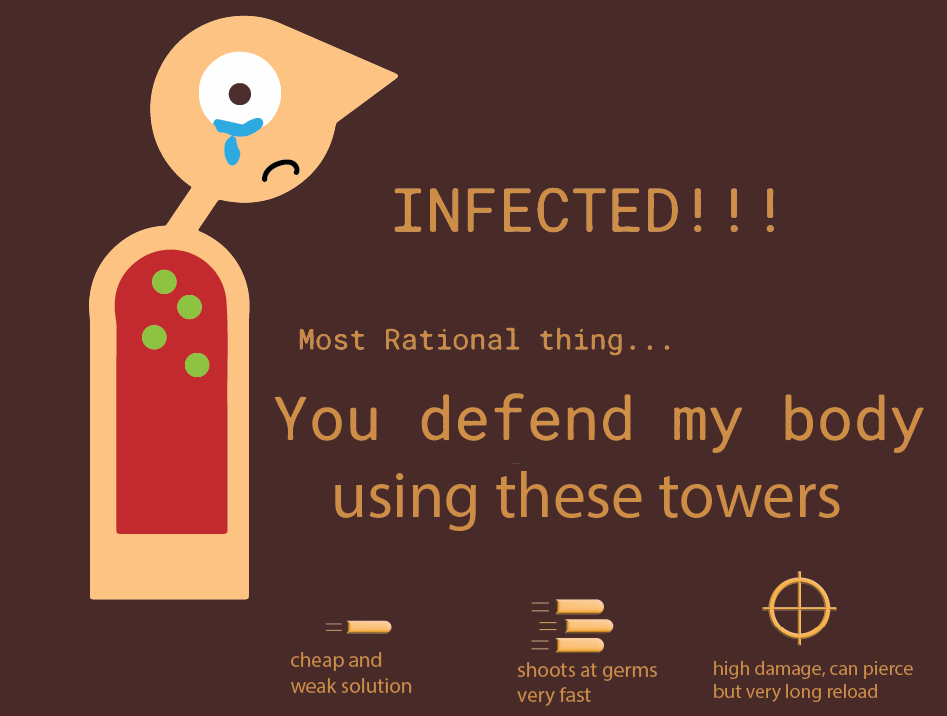 INFECTED!!!
Most Rational thing...
You defend my body
using these towers
cheap and
weak solution
shoots at germs
very fast
high damage, can pierce
but very long reload